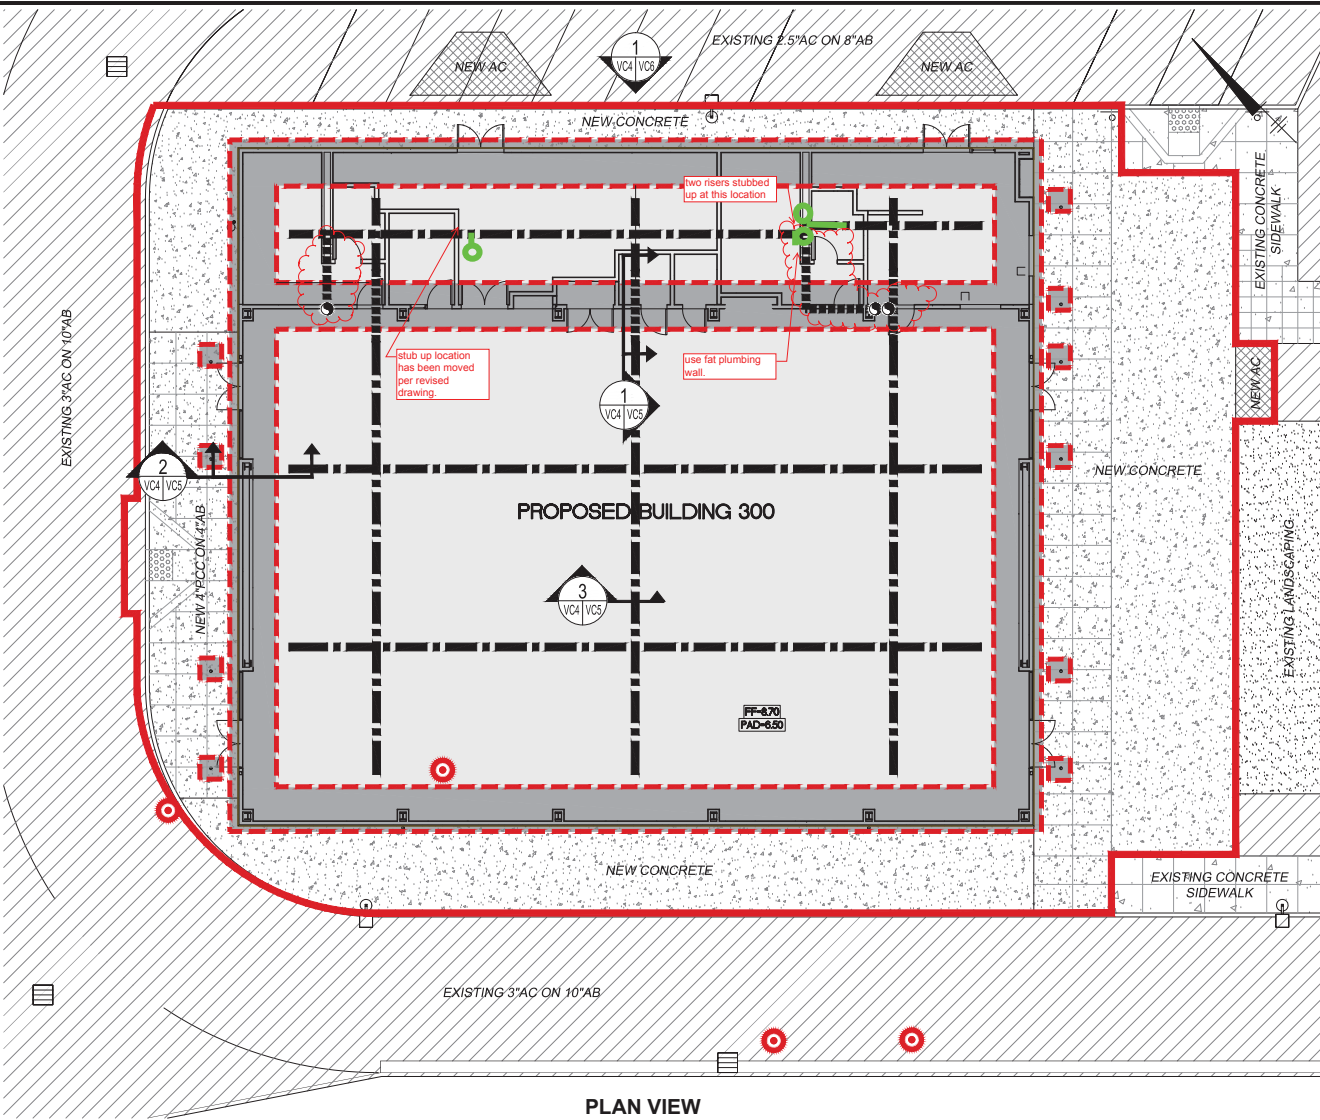 EXISTING 2.5"AC ON 8"AB
1
VC4 VC6
NEW AC
NEW AC
NEW CONCRETE
EXISTING CONCRETE
SIDEWALK
two risers stubbed
up at this location
EXISTING 3"AC ON 10"AB
stub up location
has been moved
per revised
drawing.
use fat plumbing
wall.
NEW AC
1
VC4 VC5
2
VC4 VC5
NEW CONCRETE
PROPOSED BUILDING 300
NEW 4"PCC ON 4"AB
EXISTING LANDSCAPING
3
VC4 VC5
FF=8.70
PAD=6.50
NEW CONCRETE
EXISTING CONCRETE
SIDEWALK
EXISTING 3"AC ON 10"AB
PLAN VIEW